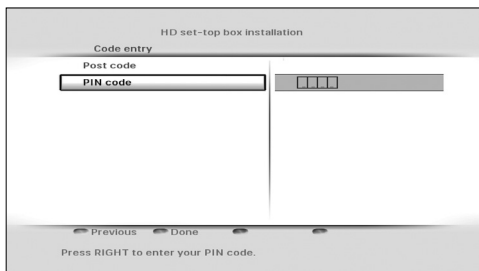 HD set-top box installation
Code entry
Post code
PIN code
Previous Done
Press RIGHT to enter your PIN code.